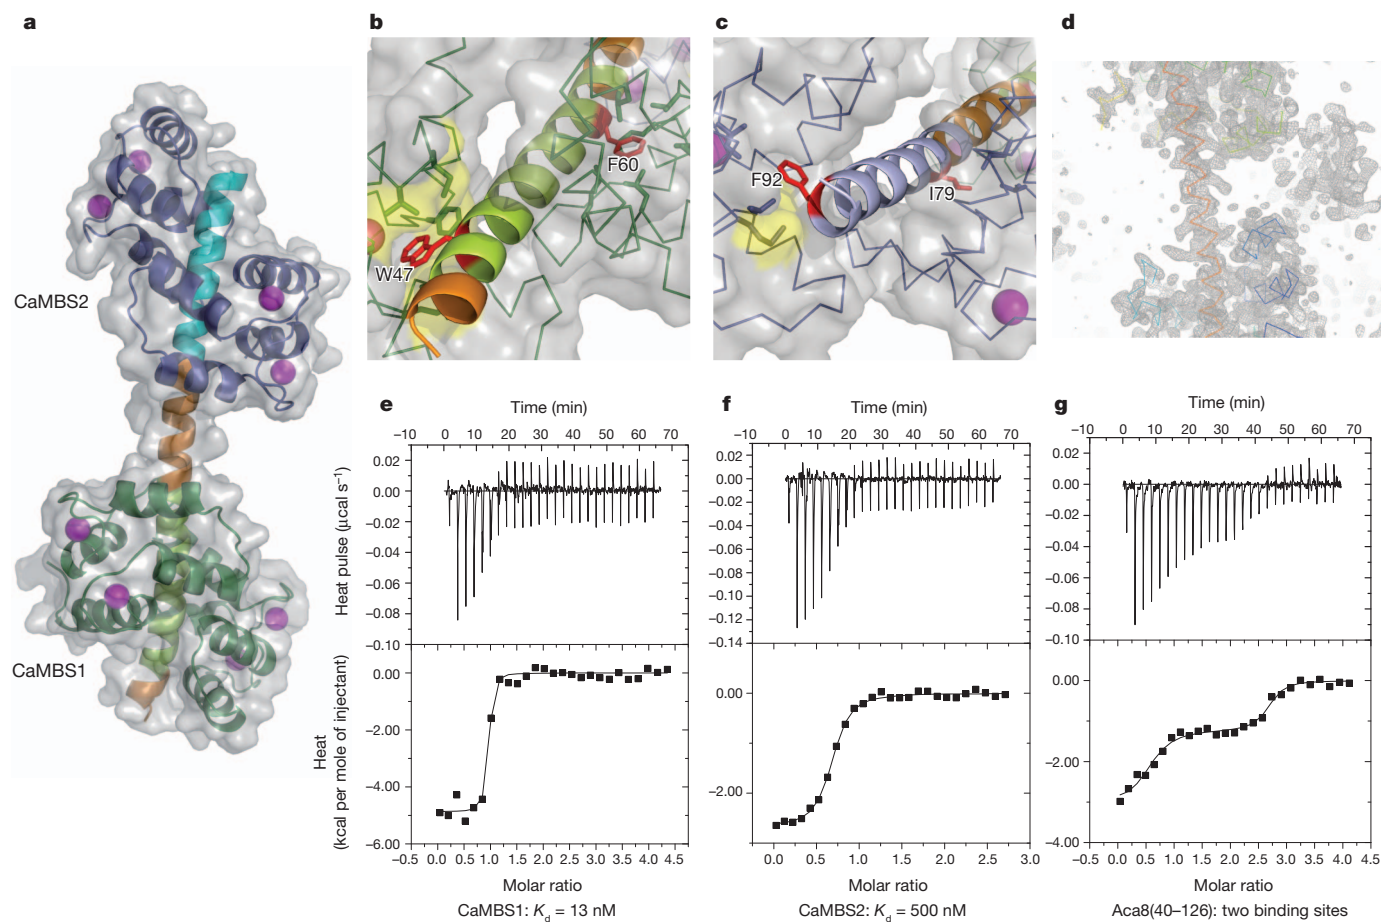 a
CaMBS2
CaMBS1
b
F60
W47
c
F92
I79
d
e
Time (min)
−10 0 10 20 30 40 50 60 70
Heat pulse (µcal s⁻¹)
0.02
0.00
−0.02
−0.04
−0.06
−0.08
−0.10
Heat
(kcal per mole of injectant)
0.00
−2.00
−4.00
−6.00
−0.5 0.0 0.5 1.0 1.5 2.0 2.5 3.0 3.5 4.0 4.5
Molar ratio
CaMBS1: Kd = 13 nM
f
Time (min)
−10 0 10 20 30 40 50 60 70
0.02
0.00
−0.02
−0.04
−0.06
−0.08
−0.10
−0.12
−0.14
0.00
−2.00
0.0 0.5 1.0 1.5 2.0 2.5 3.0
Molar ratio
CaMBS2: Kd = 500 nM
g
Time (min)
−10 0 10 20 30 40 50 60 70
0.02
0.00
−0.02
−0.04
−0.06
−0.08
−0.10
0.00
−2.00
−4.00
−0.5 0.0 0.5 1.0 1.5 2.0 2.5 3.0 3.5 4.0 4.5
Molar ratio
Aca8(40–126): two binding sites